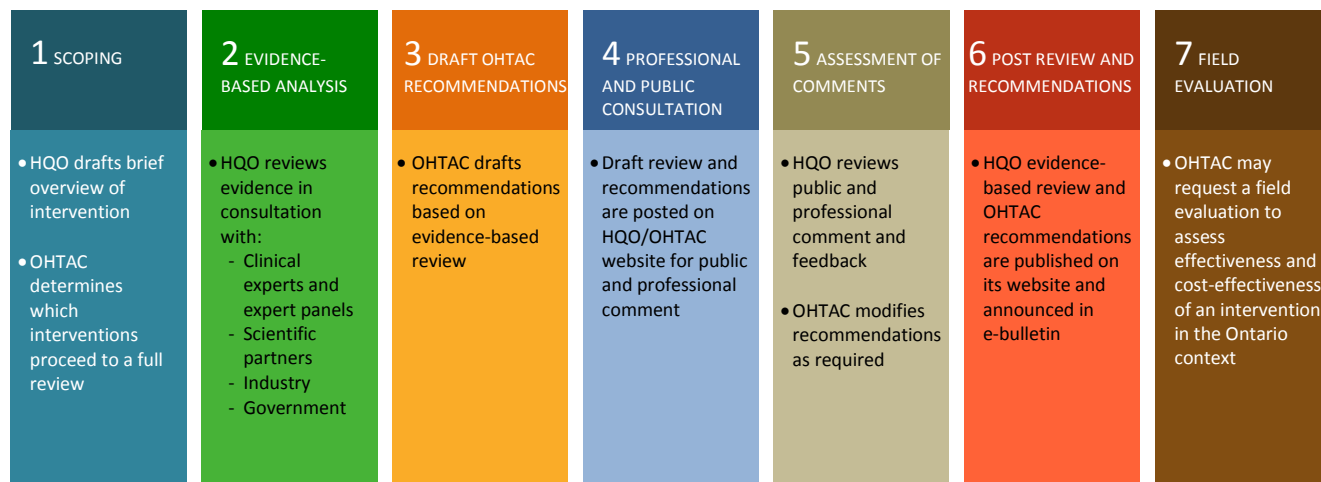 1 SCOPING
• HQO drafts brief
overview of
intervention
• OHTAC
determines
which
interventions
proceed to a full
review
2 EVIDENCE-
BASED ANALYSIS
• HQO reviews
evidence in
consultation
with:
- Clinical
experts and
expert panels
- Scientific
partners
- Industry
- Government
3 DRAFT OHTAC
RECOMMENDATIONS
• OHTAC drafts
recommendations
based on
evidence-based
review
4 PROFESSIONAL
AND PUBLIC
CONSULTATION
• Draft review and
recommendations
are posted on
HQO/OHTAC
website for public
and professional
comment
5 ASSESSMENT OF
COMMENTS
• HQO reviews
public and
professional
comment and
feedback
• OHTAC modifies
recommendations
as required
6 POST REVIEW AND
RECOMMENDATIONS
• HQO evidence-
based review and
OHTAC
recommendations
are published on
its website and
announced in
e-bulletin
7 FIELD
EVALUATION
• OHTAC may
request a field
evaluation to
assess
effectiveness and
cost-effectiveness
of an intervention
in the Ontario
context